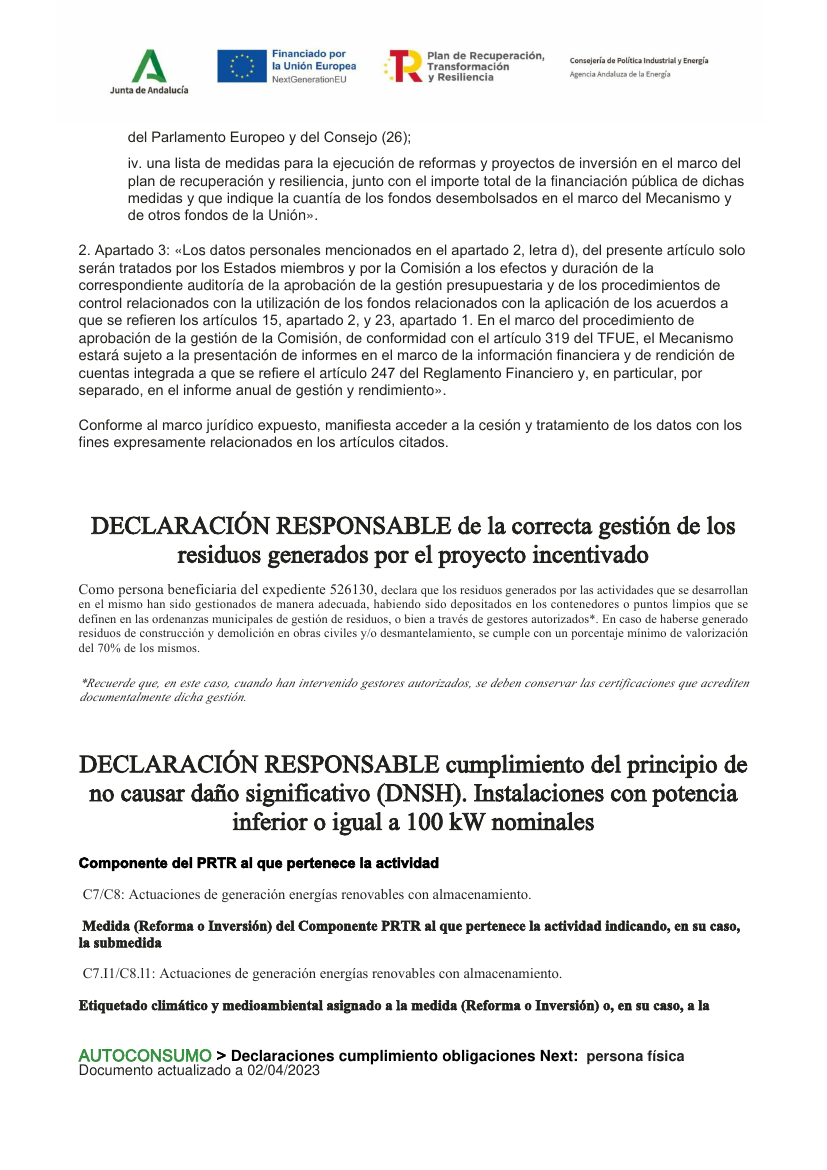 Junta de Andalucía
Financiado por
la Unión Europea
NextGenerationEU
Plan de Recuperación,
Transformación
y Resiliencia
Consejería de Política Industrial y Energía
Agencia Andaluza de la Energía
del Parlamento Europeo y del Consejo (26);
iv. una lista de medidas para la ejecución de reformas y proyectos de inversión en el marco del
plan de recuperación y resiliencia, junto con el importe total de la financiación pública de dichas
medidas y que indique la cuantía de los fondos desembolsados en el marco del Mecanismo y
de otros fondos de la Unión».
2. Apartado 3: «Los datos personales mencionados en el apartado 2, letra d), del presente artículo solo
serán tratados por los Estados miembros y por la Comisión a los efectos y duración de la
correspondiente auditoría de la aprobación de la gestión presupuestaria y de los procedimientos de
control relacionados con la utilización de los fondos relacionados con la aplicación de los acuerdos a
que se refieren los artículos 15, apartado 2, y 23, apartado 1. En el marco del procedimiento de
aprobación de la gestión de la Comisión, de conformidad con el artículo 319 del TFUE, el Mecanismo
estará sujeto a la presentación de informes en el marco de la información financiera y de rendición de
cuentas integrada a que se refiere el artículo 247 del Reglamento Financiero y, en particular, por
separado, en el informe anual de gestión y rendimiento».
Conforme al marco jurídico expuesto, manifiesta acceder a la cesión y tratamiento de los datos con los
fines expresamente relacionados en los artículos citados.
DECLARACIÓN RESPONSABLE de la correcta gestión de los
residuos generados por el proyecto incentivado
Como persona beneficiaria del expediente 526130, declara que los residuos generados por las actividades que se desarrollan
en el mismo han sido gestionados de manera adecuada, habiendo sido depositados en los contenedores o puntos limpios que se
definen en las ordenanzas municipales de gestión de residuos, o bien a través de gestores autorizados*. En caso de haberse generado
residuos de construcción y demolición en obras civiles y/o desmantelamiento, se cumple con un porcentaje mínimo de valorización
del 70% de los mismos.
*Recuerde que, en este caso, cuando han intervenido gestores autorizados, se deben conservar las certificaciones que acrediten
documentalmente dicha gestión.
DECLARACIÓN RESPONSABLE cumplimiento del principio de
no causar daño significativo (DNSH). Instalaciones con potencia
inferior o igual a 100 kW nominales
Componente del PRTR al que pertenece la actividad
C7/C8: Actuaciones de generación energías renovables con almacenamiento.
Medida (Reforma o Inversión) del Componente PRTR al que pertenece la actividad indicando, en su caso,
la submedida
C7.I1/C8.l1: Actuaciones de generación energías renovables con almacenamiento.
Etiquetado climático y medioambiental asignado a la medida (Reforma o Inversión) o, en su caso, a la
AUTOCONSUMO > Declaraciones cumplimiento obligaciones Next: persona física
Documento actualizado a 02/04/2023